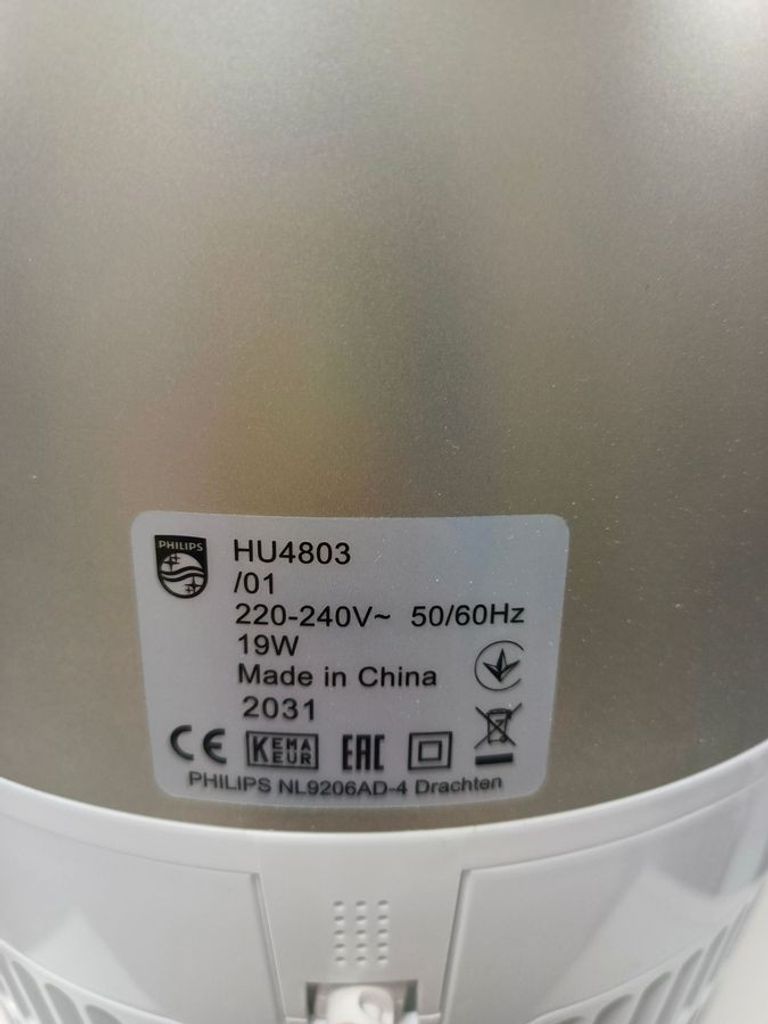 PHILIPS
HU4803
/01
220-240V~ 50/60Hz
19W
Made in China
2031
CE KEMA EUR EAC
PHILIPS NL9206AD-4 Drachten